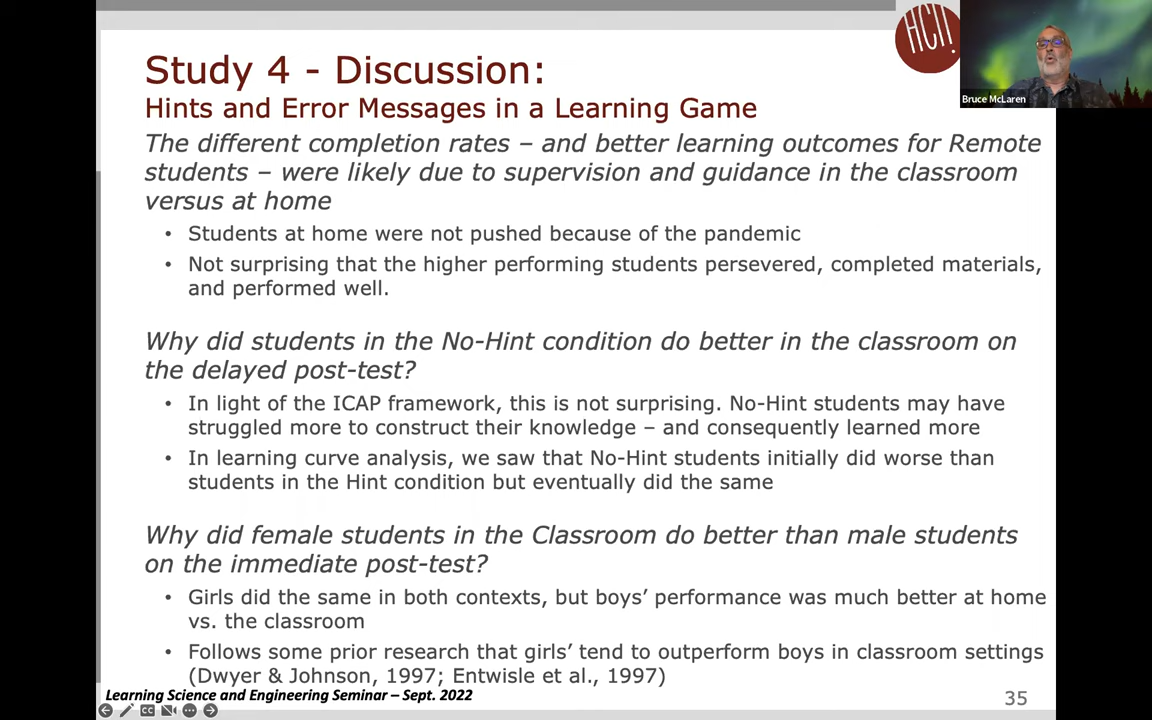 HCII
Bruce McLaren
Study 4 - Discussion:
Hints and Error Messages in a Learning Game
The different completion rates – and better learning outcomes for Remote
students – were likely due to supervision and guidance in the classroom
versus at home
• Students at home were not pushed because of the pandemic
• Not surprising that the higher performing students persevered, completed materials,
and performed well.
Why did students in the No-Hint condition do better in the classroom on
the delayed post-test?
• In light of the ICAP framework, this is not surprising. No-Hint students may have
struggled more to construct their knowledge – and consequently learned more
• In learning curve analysis, we saw that No-Hint students initially did worse than
students in the Hint condition but eventually did the same
Why did female students in the Classroom do better than male students
on the immediate post-test?
• Girls did the same in both contexts, but boys’ performance was much better at home
vs. the classroom
• Follows some prior research that girls’ tend to outperform boys in classroom settings
(Dwyer & Johnson, 1997; Entwisle et al., 1997)
Learning Science and Engineering Seminar – Sept. 2022
35
CC